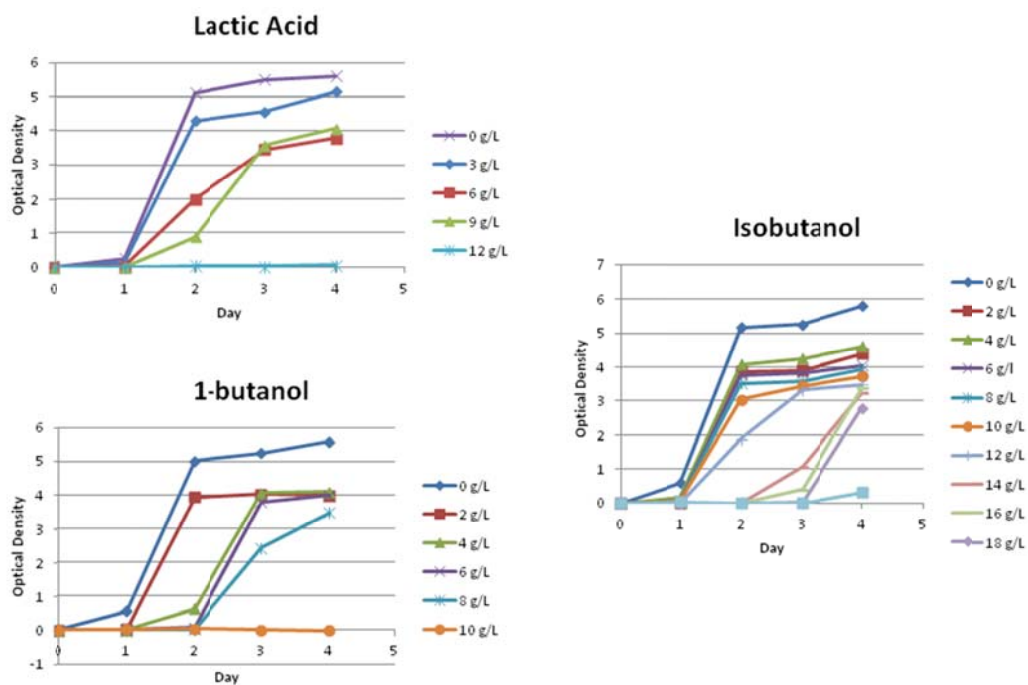 Lactic Acid
6
5
4
3
2
1
0
Optical Density
0 1 2 3 4 5
Day
0 g/L
3 g/L
6 g/L
9 g/L
12 g/L
1-butanol
6
5
4
3
2
1
0
-1
Optical Density
0 1 2 3 4 5
Day
0 g/L
2 g/L
4 g/L
6 g/L
8 g/L
10 g/L
Isobutanol
7
6
5
4
3
2
1
0
Optical Density
0 1 2 3 4 5
Day
0 g/L
2 g/L
4 g/L
6 g/l
8 g/L
10 g/L
12 g/L
14 g/L
16 g/L
18 g/L